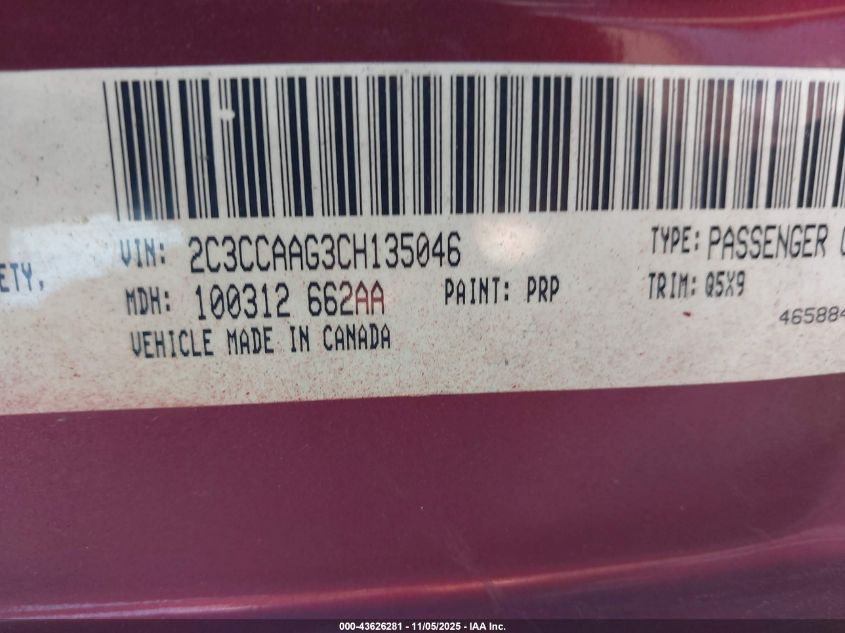 VIN: 2C3CCAAG3CH135046
TYPE: PASSENGER
ETY,
MDH: 100312 662AA
PAINT: PRP
TRIM: Q5X9
VEHICLE MADE IN CANADA
46588
000-43626281 - 11/05/2025 - IAA Inc.